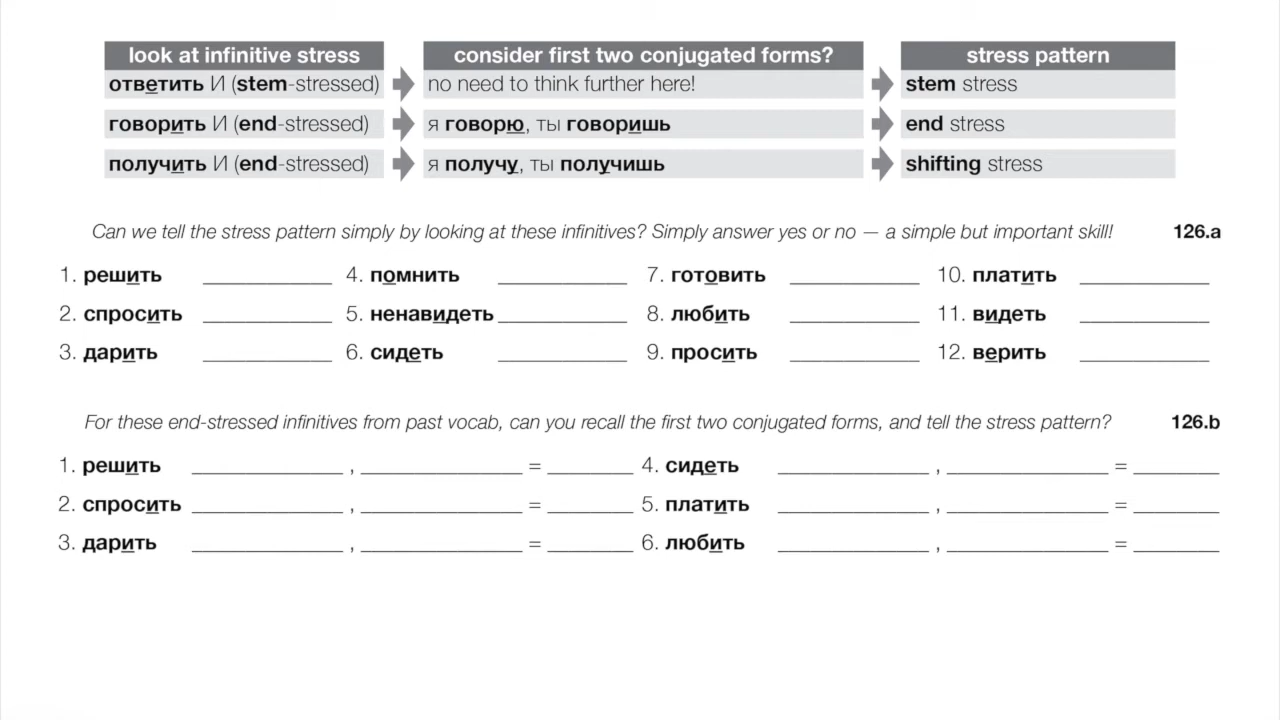 look at infinitive stress consider first two conjugated forms? stress pattern
ответить И (stem-stressed) no need to think further here! stem stress
говорить И (end-stressed) я говорю, ты говоришь end stress
получить И (end-stressed) я получу, ты получишь shifting stress
Can we tell the stress pattern simply by looking at these infinitives? Simply answer yes or no — a simple but important skill! 126.a
1. решить ____________ 4. помнить ____________ 7. готовить ____________ 10. платить ____________
2. спросить ____________ 5. ненавидеть ____________ 8. любить ____________ 11. видеть ____________
3. дарить ____________ 6. сидеть ____________ 9. просить ____________ 12. верить ____________
For these end-stressed infinitives from past vocab, can you recall the first two conjugated forms, and tell the stress pattern? 126.b
1. решить ______________ , _______________ = ________ 4. сидеть ______________ , _______________ = ________
2. спросить ______________ , _______________ = ________ 5. платить ______________ , _______________ = ________
3. дарить ______________ , _______________ = ________ 6. любить ______________ , _______________ = ________